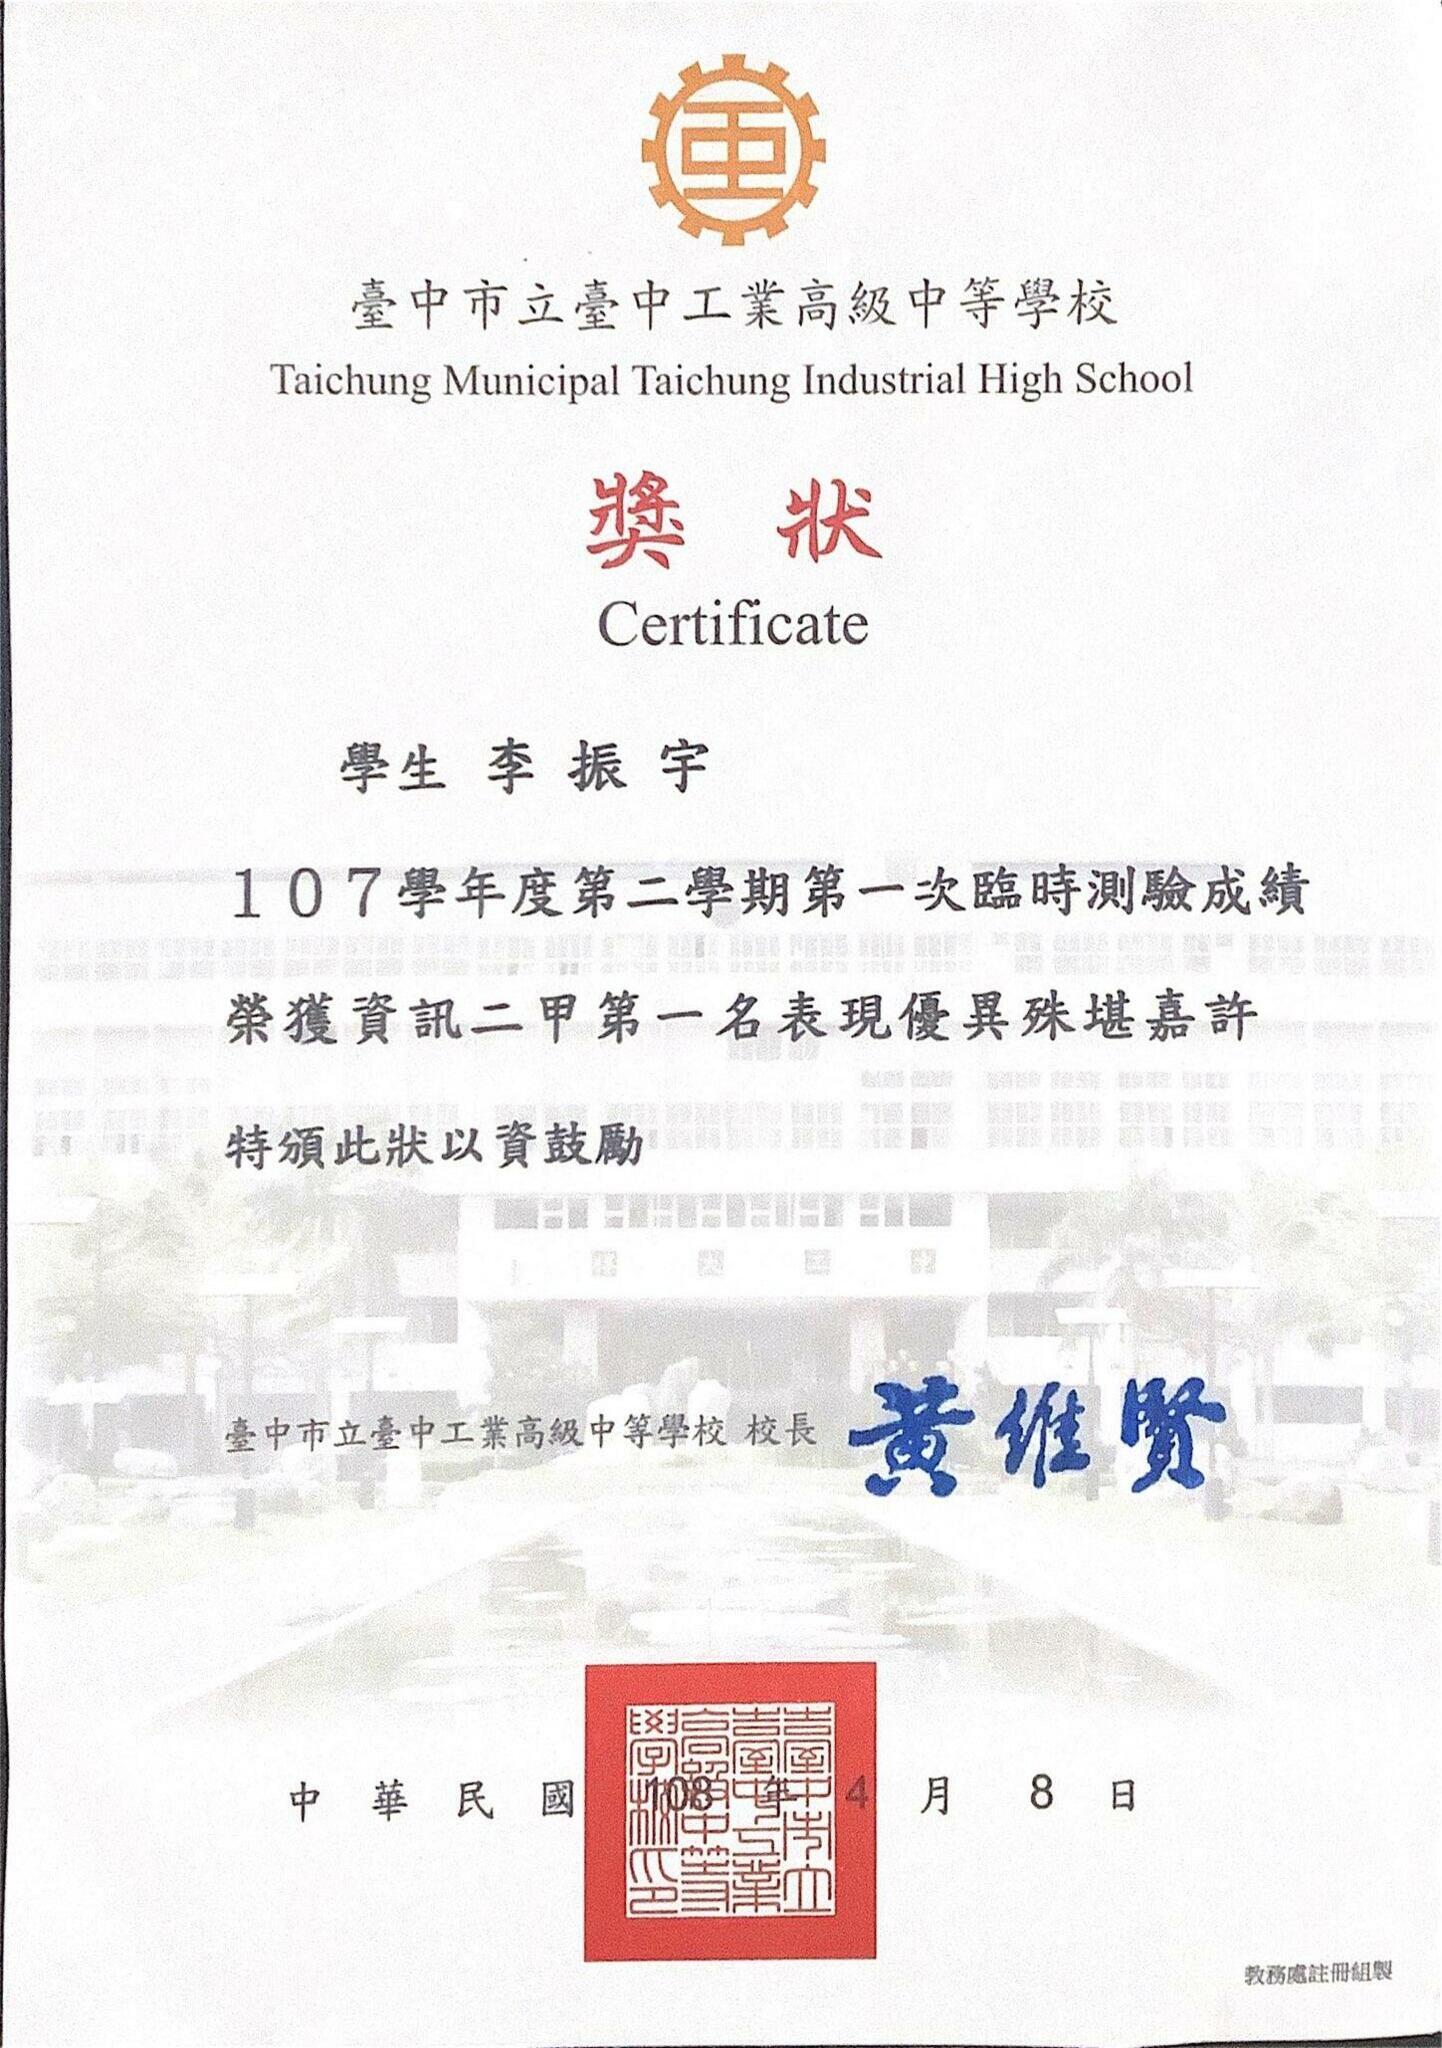 臺中市立臺中工業高級中等學校
Taichung Municipal Taichung Industrial High School
獎狀
Certificate
學生 李振宇
107學年度第二學期第一次臨時測驗成績
榮獲資訊二甲第一名表現優異殊堪嘉許
特頒此狀以資鼓勵
臺中市立臺中工業高級中等學校 校長 黃維賢
中華民國 108 年 4 月 8 日
臺中市立臺中工業高級中等學校印
教務處註冊組製